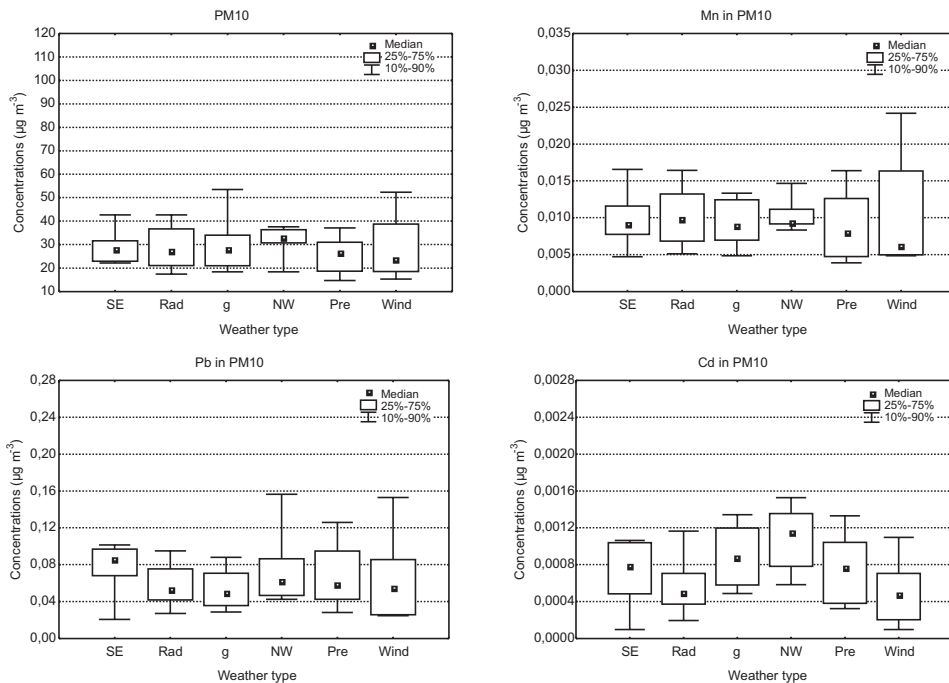 PM10
Concentrations (µg m⁻³)
120
110
100
90
80
70
60
50
40
30
20
10
Median
25%-75%
10%-90%
SE Rad g NW Pre Wind
Weather type
Mn in PM10
Concentrations (µg m⁻³)
0,035
0,030
0,025
0,020
0,015
0,010
0,005
0,000
Median
25%-75%
10%-90%
SE Rad g NW Pre Wind
Weather type
Pb in PM10
Concentrations (µg m⁻³)
0,28
0,24
0,20
0,16
0,12
0,08
0,04
0,00
Median
25%-75%
10%-90%
SE Rad g NW Pre Wind
Weather type
Cd in PM10
Concentrations (µg m⁻³)
0,0028
0,0024
0,0020
0,0016
0,0012
0,0008
0,0004
0,0000
Median
25%-75%
10%-90%
SE Rad g NW Pre Wind
Weather type